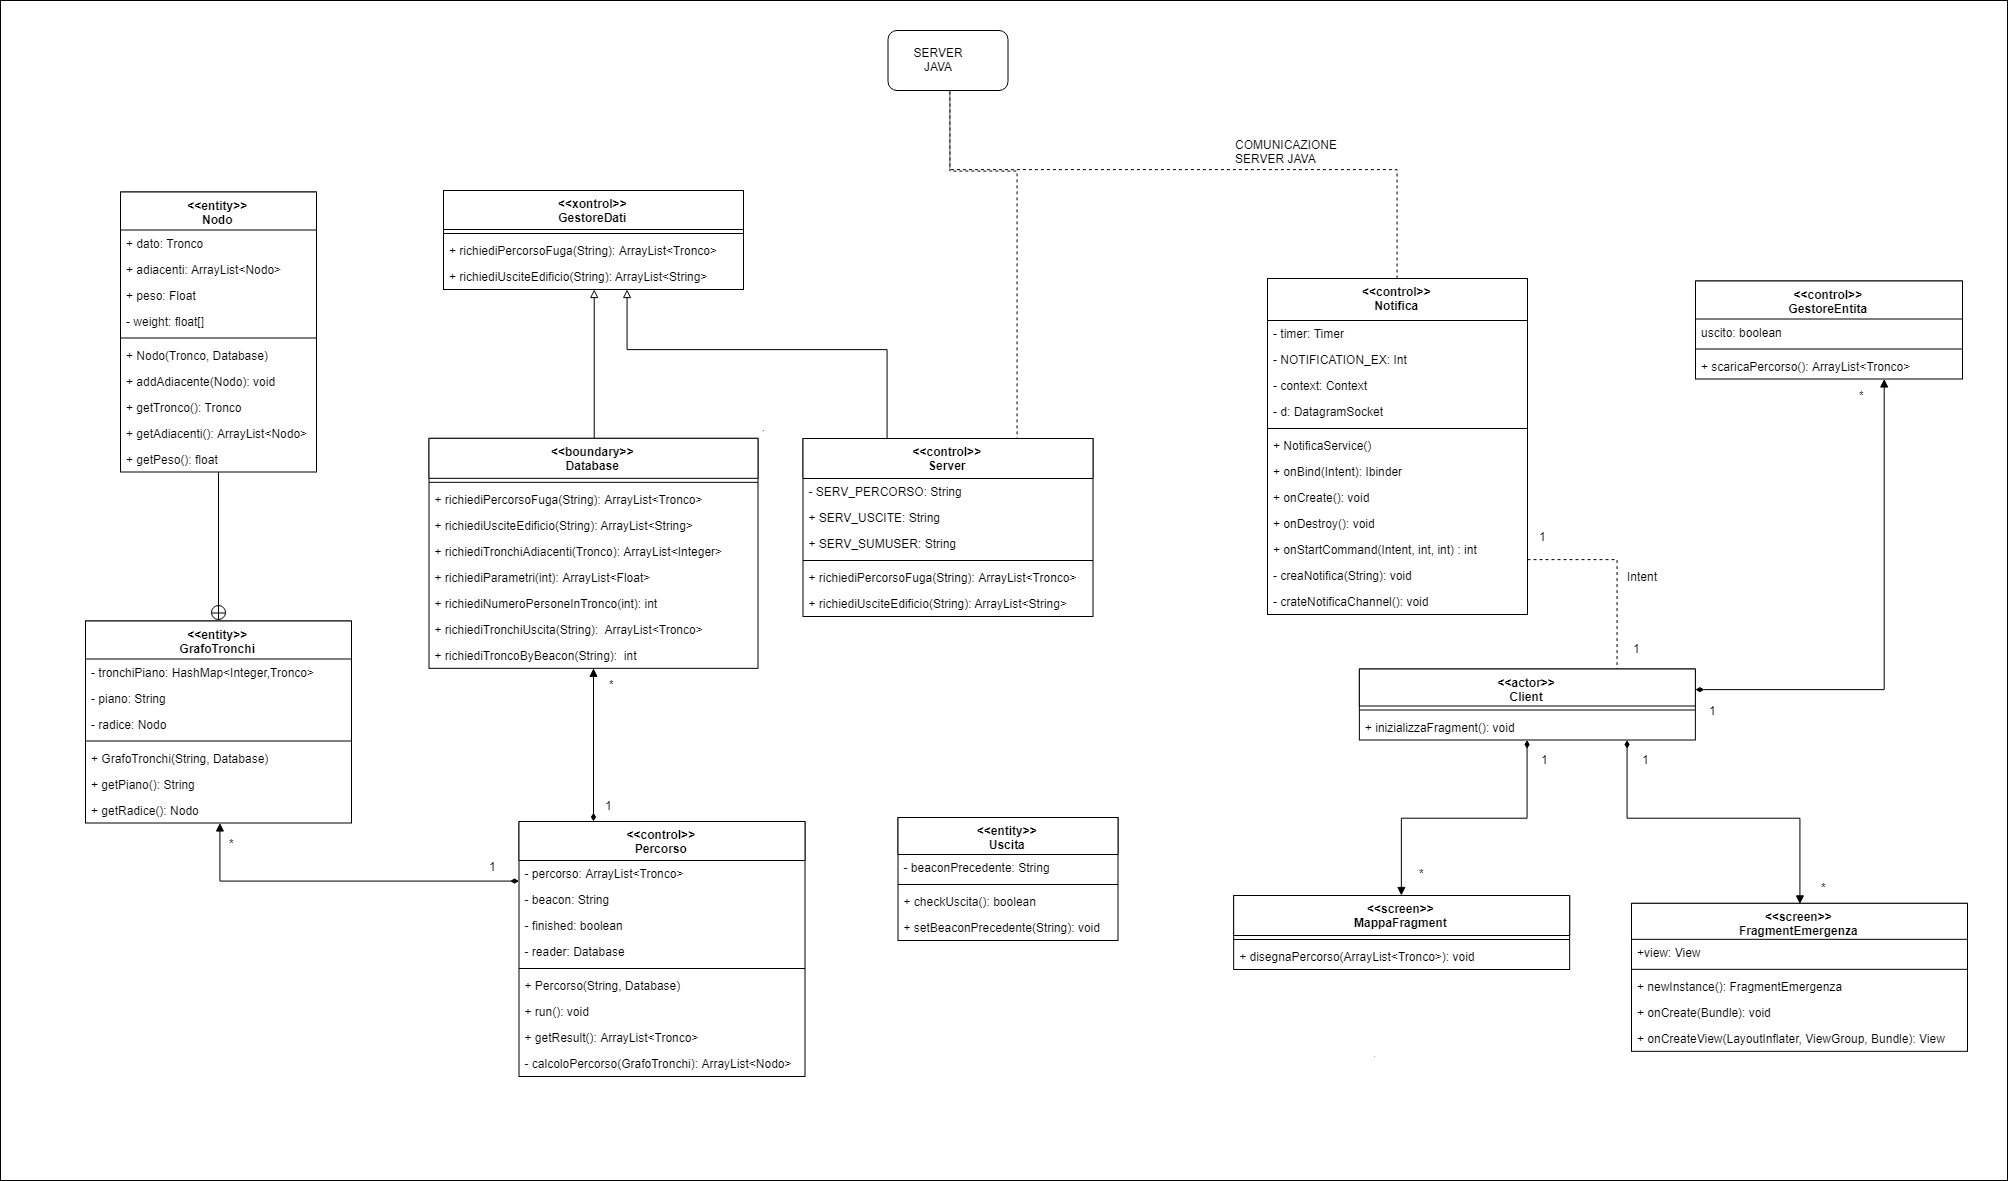 SERVER
JAVA
COMUNICAZIONE
SERVER JAVA
<<entity>>
Nodo
+ dato: Tronco
+ adiacenti: ArrayList<Nodo>
+ peso: Float
- weight: float[]
+ Nodo(Tronco, Database)
+ addAdiacente(Nodo): void
+ getTronco(): Tronco
+ getAdiacenti(): ArrayList<Nodo>
+ getPeso(): float
<<xontrol>>
GestoreDati
+ richiediPercorsoFuga(String): ArrayList<Tronco>
+ richiediUsciteEdificio(String): ArrayList<String>
<<control>>
Notifica
- timer: Timer
- NOTIFICATION_EX: Int
- context: Context
- d: DatagramSocket
+ NotificaService()
+ onBind(Intent): Ibinder
+ onCreate(): void
+ onDestroy(): void
+ onStartCommand(Intent, int, int) : int
- creaNotifica(String): void
- crateNotificaChannel(): void
<<control>>
GestoreEntita
uscito: boolean
+ scaricaPercorso(): ArrayList<Tronco>
*
<<boundary>>
Database
+ richiediPercorsoFuga(String): ArrayList<Tronco>
+ richiediUsciteEdificio(String): ArrayList<String>
+ richiediTronchiAdiacenti(Tronco): ArrayList<Integer>
+ richiediParametri(int): ArrayList<Float>
+ richiediNumeroPersoneInTronco(int): int
+ richiediTronchiUscita(String):  ArrayList<Tronco>
+ richiediTroncoByBeacon(String):  int
*
<<control>>
Server
- SERV_PERCORSO: String
+ SERV_USCITE: String
+ SERV_SUMUSER: String
+ richiediPercorsoFuga(String): ArrayList<Tronco>
+ richiediUsciteEdificio(String): ArrayList<String>
1
Intent
1
<<entity>>
GrafoTronchi
- tronchiPiano: HashMap<Integer,Tronco>
- piano: String
- radice: Nodo
+ GrafoTronchi(String, Database)
+ getPiano(): String
+ getRadice(): Nodo
*
1
1
<<actor>>
Client
+ inizializzaFragment(): void
1
1
1
<<control>>
Percorso
- percorso: ArrayList<Tronco>
- beacon: String
- finished: boolean
- reader: Database
+ Percorso(String, Database)
+ run(): void
+ getResult(): ArrayList<Tronco>
- calcoloPercorso(GrafoTronchi): ArrayList<Nodo>
<<entity>>
Uscita
- beaconPrecedente: String
+ checkUscita(): boolean
+ setBeaconPrecedente(String): void
*
<<screen>>
MappaFragment
+ disegnaPercorso(ArrayList<Tronco>): void
*
<<screen>>
FragmentEmergenza
+view: View
+ newInstance(): FragmentEmergenza
+ onCreate(Bundle): void
+ onCreateView(LayoutInflater, ViewGroup, Bundle): View